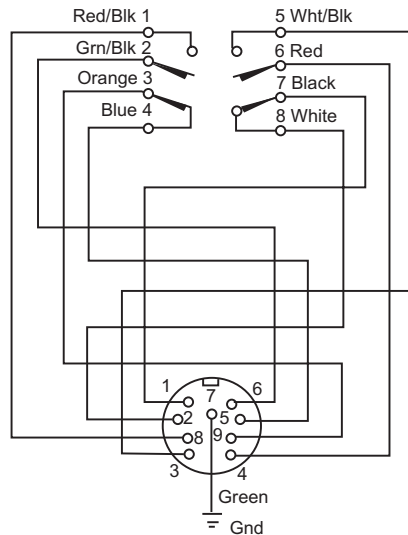 Red/Blk 1
5 Wht/Blk
Grn/Blk 2
6 Red
Orange 3
7 Black
Blue 4
8 White
1
7
6
2
5
8
9
3
4
Green
Gnd